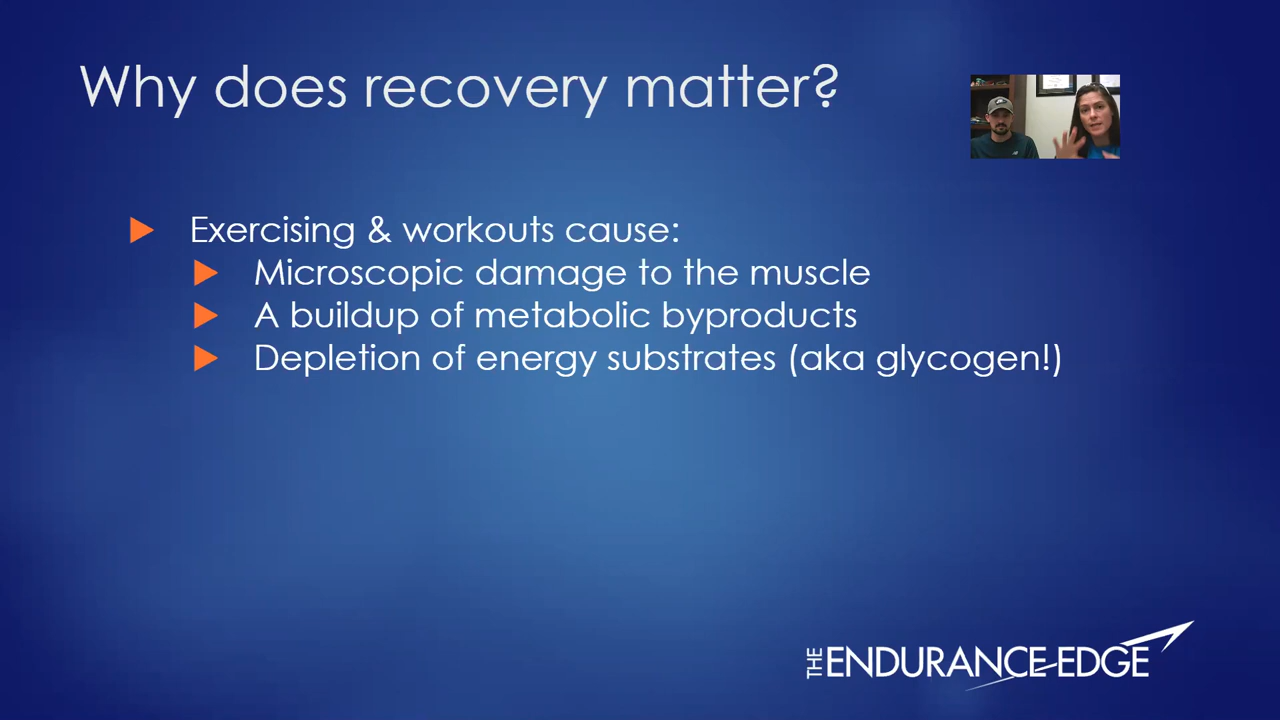 Why does recovery matter?
Exercising & workouts cause:
Microscopic damage to the muscle
A buildup of metabolic byproducts
Depletion of energy substrates (aka glycogen!)
THE ENDURANCE EDGE